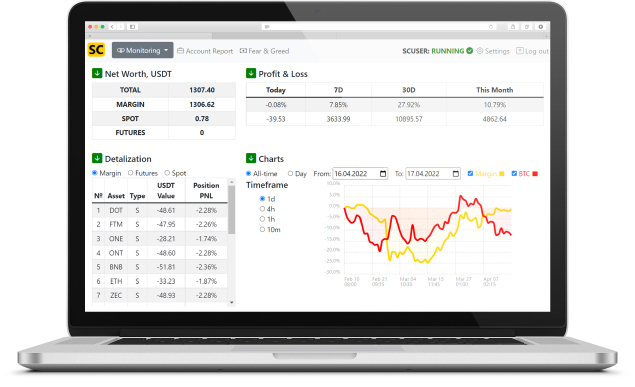 SC Monitoring Account Report Fear & Greed SCUSER: RUNNING Settings Log out
Net Worth, USDT
TOTAL 1307.40
MARGIN 1306.62
SPOT 0.78
FUTURES 0
Profit & Loss
Today 7D 30D This Month
-0.08% 7.85% 27.92% 10.79%
-39.53 3633.99 10895.57 4862.64
Detalization
Margin Futures Spot
Nº Asset Type USDT Value Position PNL
1 DOT S -48.61 -2.28%
2 FTM S -47.95 -2.26%
3 ONE S -28.21 -1.74%
4 ONT S -48.60 -2.28%
5 BNB S -51.81 -2.36%
6 ETH S -33.23 -1.87%
7 ZEC S -48.93 -2.28%
Charts
All-time Day From: 16.04.2022 To: 17.04.2022 Margin BTC
Timeframe
1d
4h
1h
10m
10.0%
5.0%
0.0%
-5.0%
-10.0%
-15.0%
-20.0%
-25.0%
-30.0%
Feb 10 Feb 21 Mar 04 Mar 15 Mar 27 Apr 07
09:15 10:35 11:45 01:00 02:15